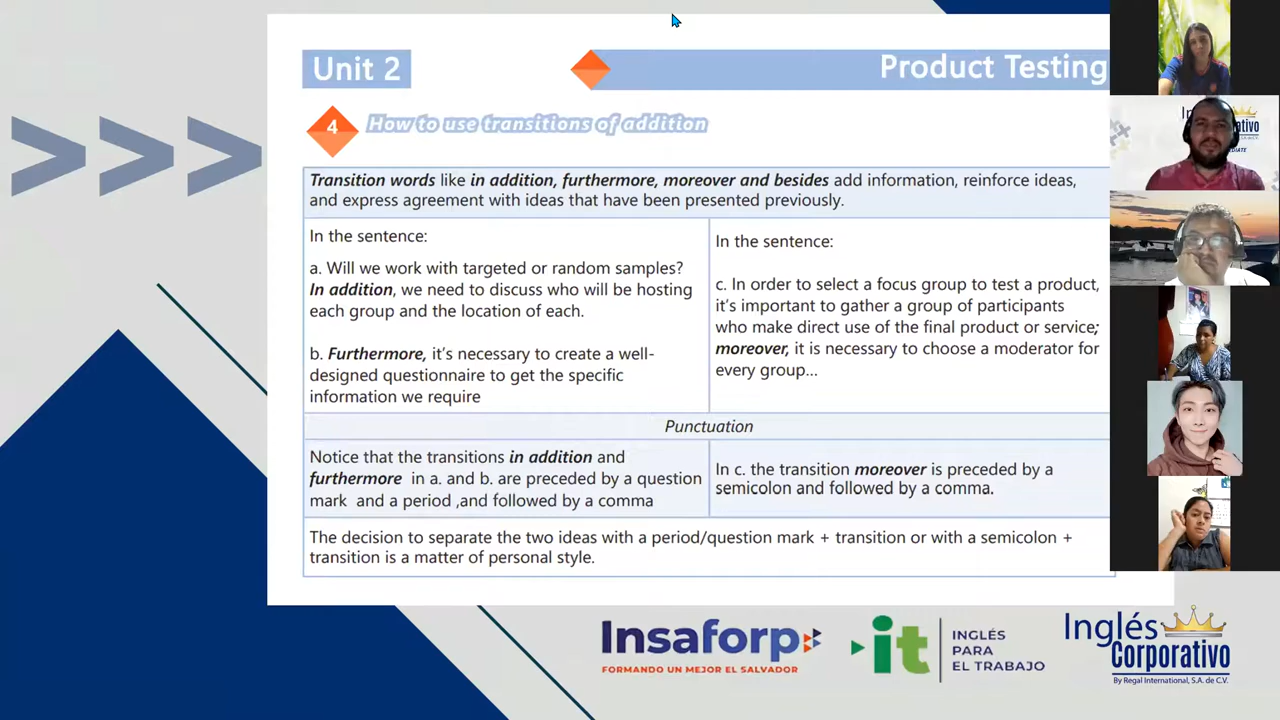 Unit 2
Product Testing
4
How to use transitions of addition
Transition words like in addition, furthermore, moreover and besides add information, reinforce ideas,
and express agreement with ideas that have been presented previously.
In the sentence:
a. Will we work with targeted or random samples?
In addition, we need to discuss who will be hosting
each group and the location of each.
b. Furthermore, it's necessary to create a well-
designed questionnaire to get the specific
information we require
In the sentence:
c. In order to select a focus group to test a product,
it's important to gather a group of participants
who make direct use of the final product or service;
moreover, it is necessary to choose a moderator for
every group...
Punctuation
Notice that the transitions in addition and
furthermore in a. and b. are preceded by a question
mark and a period ,and followed by a comma
In c. the transition moreover is preceded by a
semicolon and followed by a comma.
The decision to separate the two ideas with a period/question mark + transition or with a semicolon +
transition is a matter of personal style.
Insaforp
FORMANDO UN MEJOR EL SALVADOR
it
INGLÉS
PARA
EL TRABAJO
Inglés
Corporativo
By Regal International, S.A. de C.V.